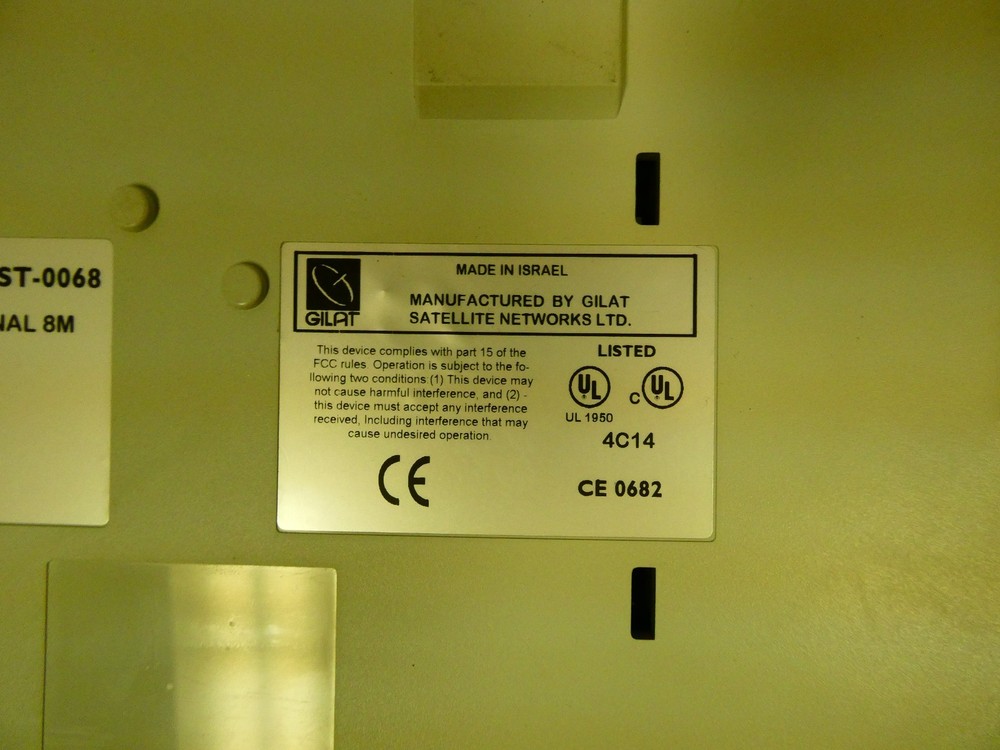 ST-0068
NAL 8M
GILAT
MADE IN ISRAEL
MANUFACTURED BY GILAT
SATELLITE NETWORKS LTD.
This device complies with part 15 of the
FCC rules. Operation is subject to the fo-
llowing two conditions:(1) This device may
not cause harmful interference, and (2) -
this device must accept any interference
received, Including interference that may
cause undesired operation.
CE
LISTED
UL
C UL
UL 1950
4C14
CE 0682